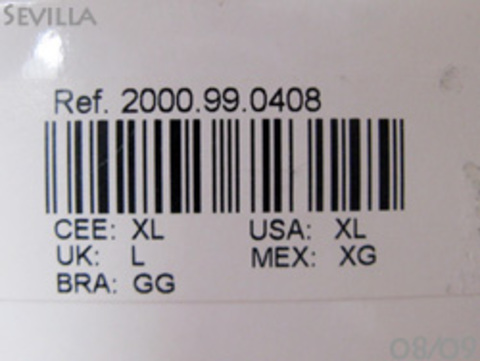 SEVILLA
Ref. 2000.99.0408
CEE: XL USA: XL
UK: L MEX: XG
BRA: GG
08/09